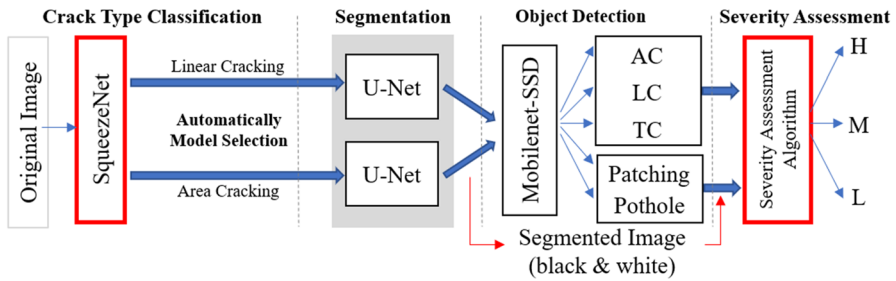 Crack Type Classification
Segmentation
Object Detection
Severity Assessment
Original Image
SqueezeNet
Linear Cracking
Automatically
Model Selection
Area Cracking
U-Net
U-Net
Mobilenet-SSD
AC
LC
TC
Patching
Pothole
Segmented Image
(black & white)
Severity Assessment
Algorithm
H
M
L